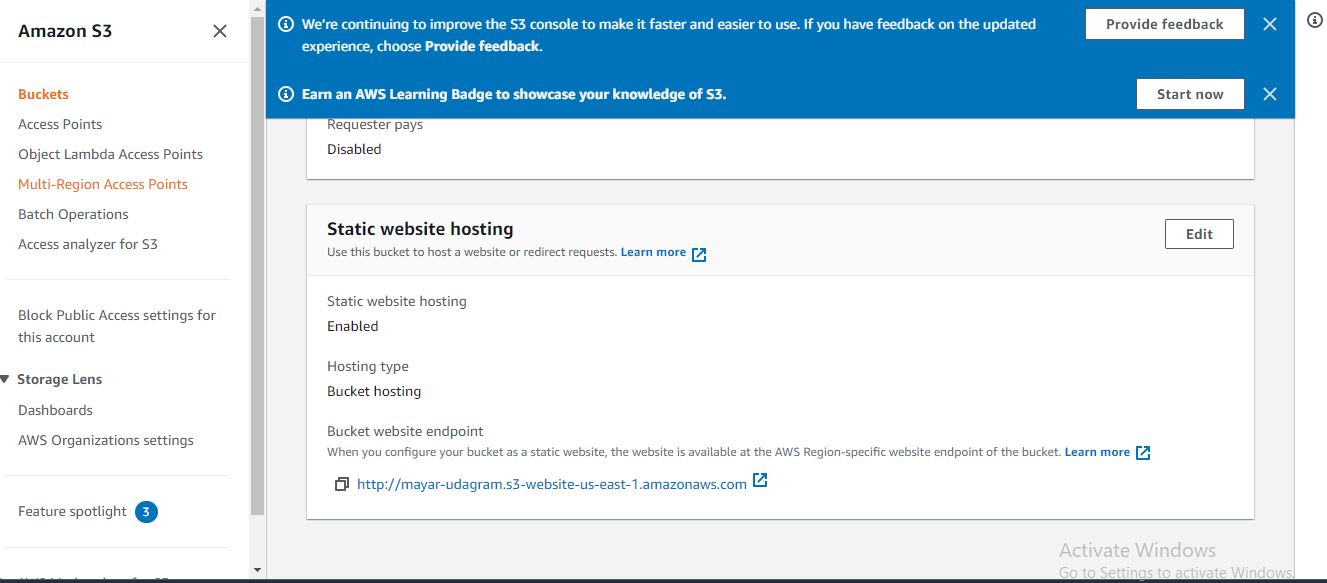 Amazon S3
Buckets
Access Points
Object Lambda Access Points
Multi-Region Access Points
Batch Operations
Access analyzer for S3
Block Public Access settings for
this account
Storage Lens
Dashboards
AWS Organizations settings
Feature spotlight 3
We're continuing to improve the S3 console to make it faster and easier to use. If you have feedback on the updated
experience, choose Provide feedback.
Provide feedback
Earn an AWS Learning Badge to showcase your knowledge of S3.
Start now
Requester pays
Disabled
Static website hosting
Edit
Use this bucket to host a website or redirect requests. Learn more
Static website hosting
Enabled
Hosting type
Bucket hosting
Bucket website endpoint
When you configure your bucket as a static website, the website is available at the AWS Region-specific website endpoint of the bucket. Learn more
http://mayar-udagram.s3-website-us-east-1.amazonaws.com
Activate Windows
Go to Settings to activate Windows.